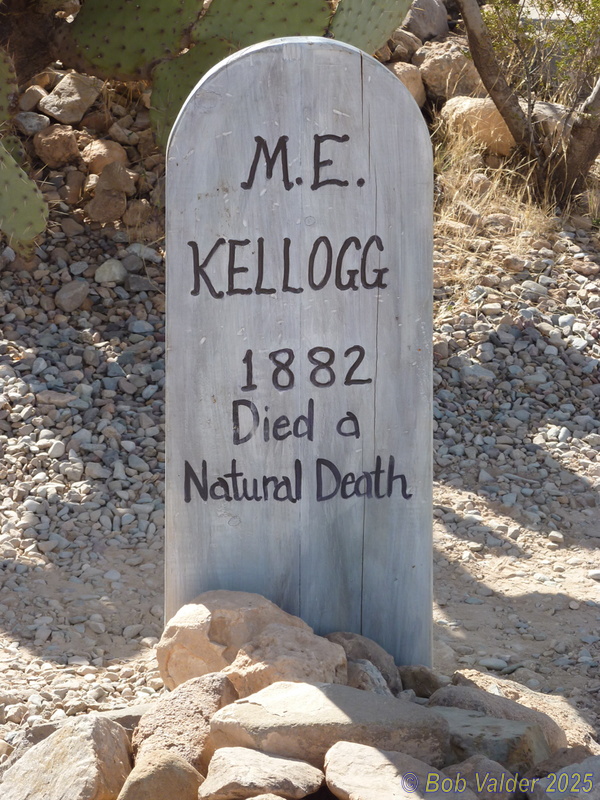 M.E.
KELLOGG
1882
Died a
Natural Death
© Bob Valder 2025